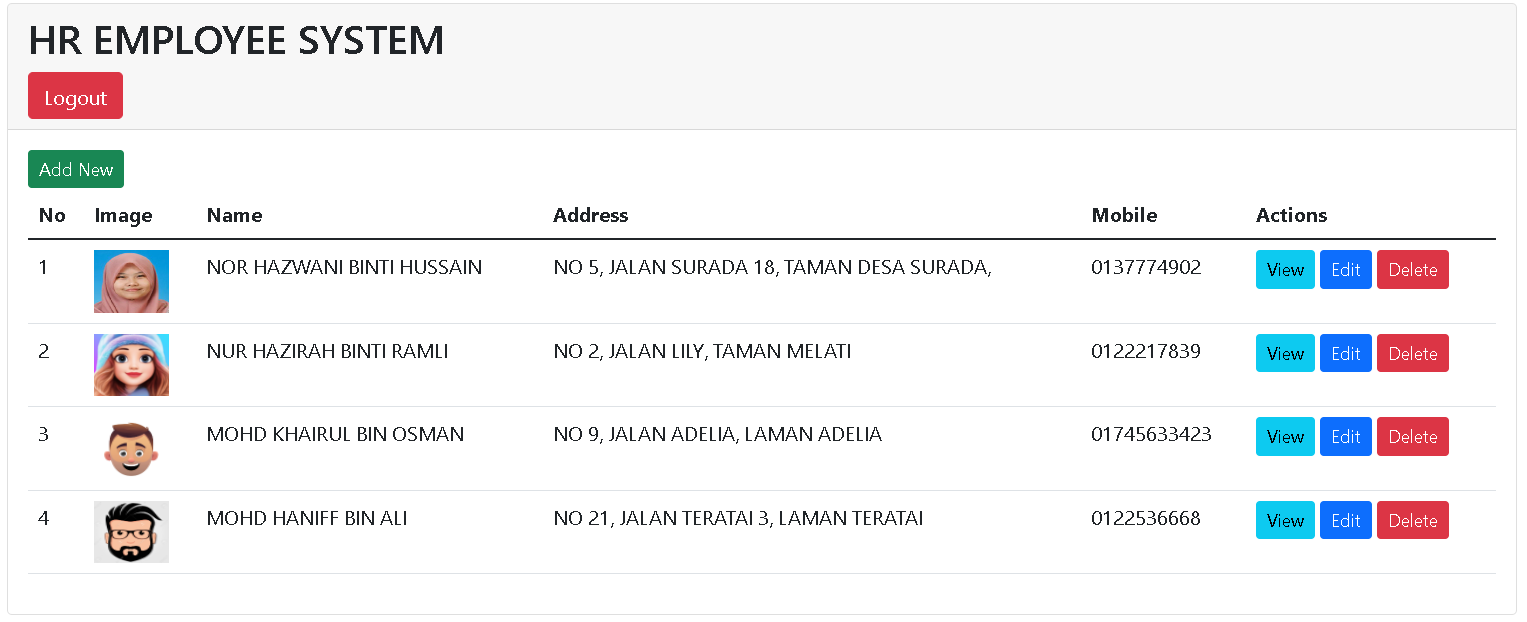 HR EMPLOYEE SYSTEM
Logout
Add New
No Image Name Address Mobile Actions
1 NOR HAZWANI BINTI HUSSAIN NO 5, JALAN SURADA 18, TAMAN DESA SURADA, 0137774902 View Edit Delete
2 NUR HAZIRAH BINTI RAMLI NO 2, JALAN LILY, TAMAN MELATI 0122217839 View Edit Delete
3 MOHD KHAIRUL BIN OSMAN NO 9, JALAN ADELIA, LAMAN ADELIA 01745633423 View Edit Delete
4 MOHD HANIFF BIN ALI NO 21, JALAN TERATAI 3, LAMAN TERATAI 0122536668 View Edit Delete